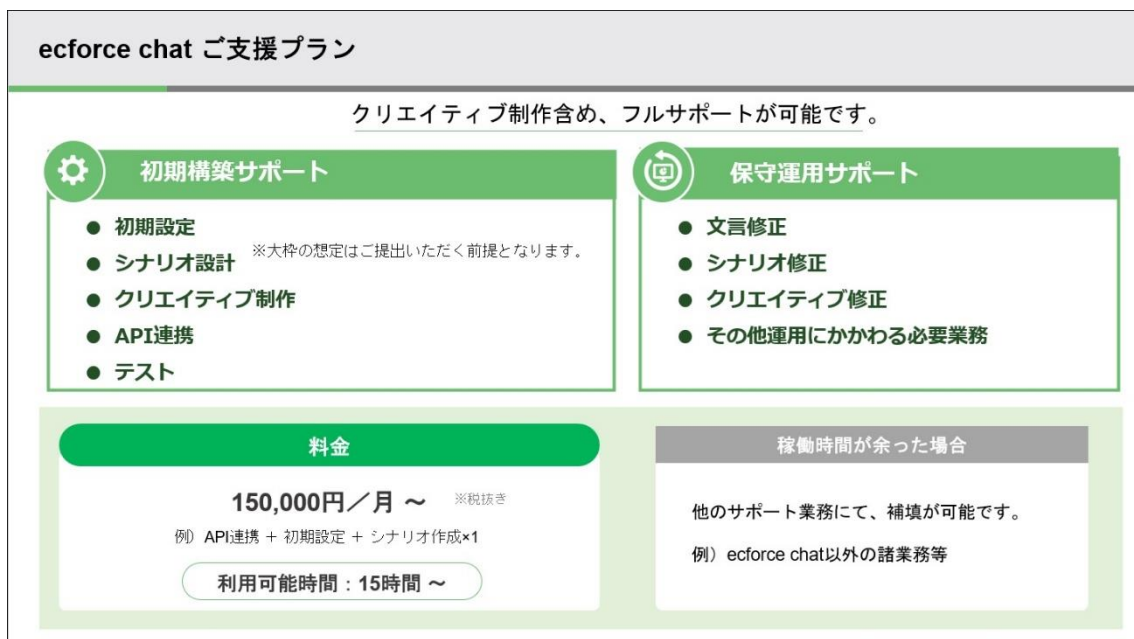 ecforce chat ご支援プラン
クリエイティブ制作含め、フルサポートが可能です。
初期構築サポート
● 初期設定
● シナリオ設計 ※大枠の想定はご提出いただく前提となります。
● クリエイティブ制作
● API連携
● テスト
保守運用サポート
● 文言修正
● シナリオ修正
● クリエイティブ修正
● その他運用にかかわる必要業務
料金
150,000円／月 ～ ※税抜き
例）API連携 + 初期設定 + シナリオ作成×1
利用可能時間：15時間 ～
稼働時間が余った場合
他のサポート業務にて、補填が可能です。
例）ecforce chat以外の諸業務等